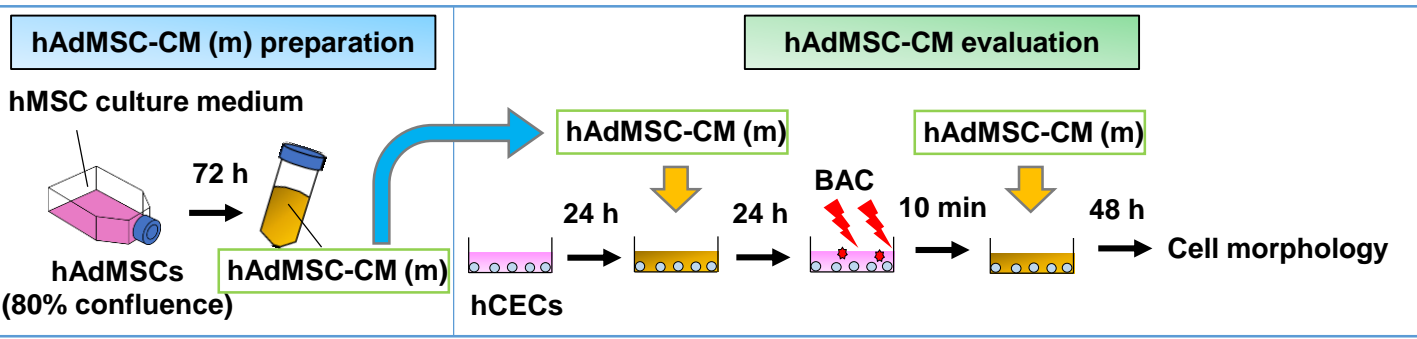 hAdMSC-CM (m) preparation
hMSC culture medium
72 h
hAdMSCs
(80% confluence)
hAdMSC-CM (m)
hAdMSC-CM evaluation
hAdMSC-CM (m)
hAdMSC-CM (m)
24 h
24 h
BAC
10 min
48 h
hCECs
Cell morphology